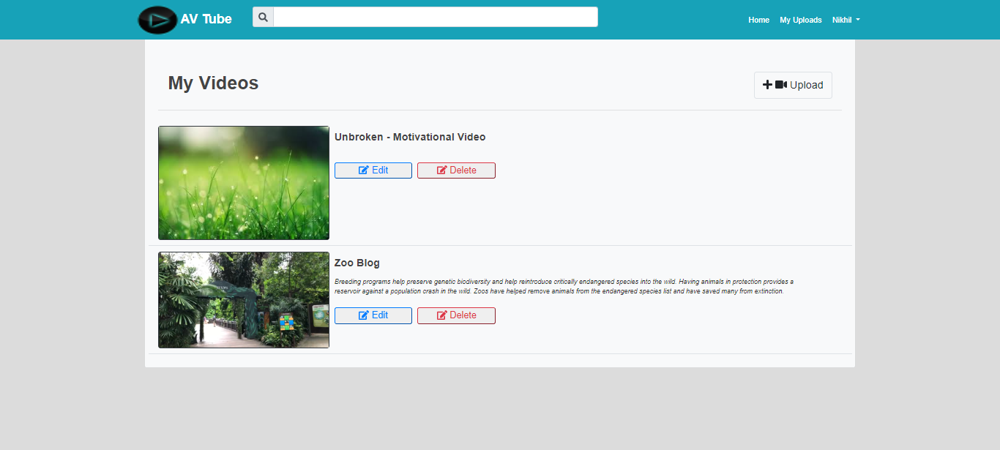 AV Tube
Home My Uploads Nikhil
My Videos
Upload
Unbroken - Motivational Video
Edit Delete
Zoo Blog
Breeding programs help preserve genetic biodiversity and help reintroduce critically endangered species into the wild. Having animals in protection provides a
reservoir against a population crash in the wild. Zoos have helped remove animals from the endangered species list and have saved many from extinction.
Edit Delete